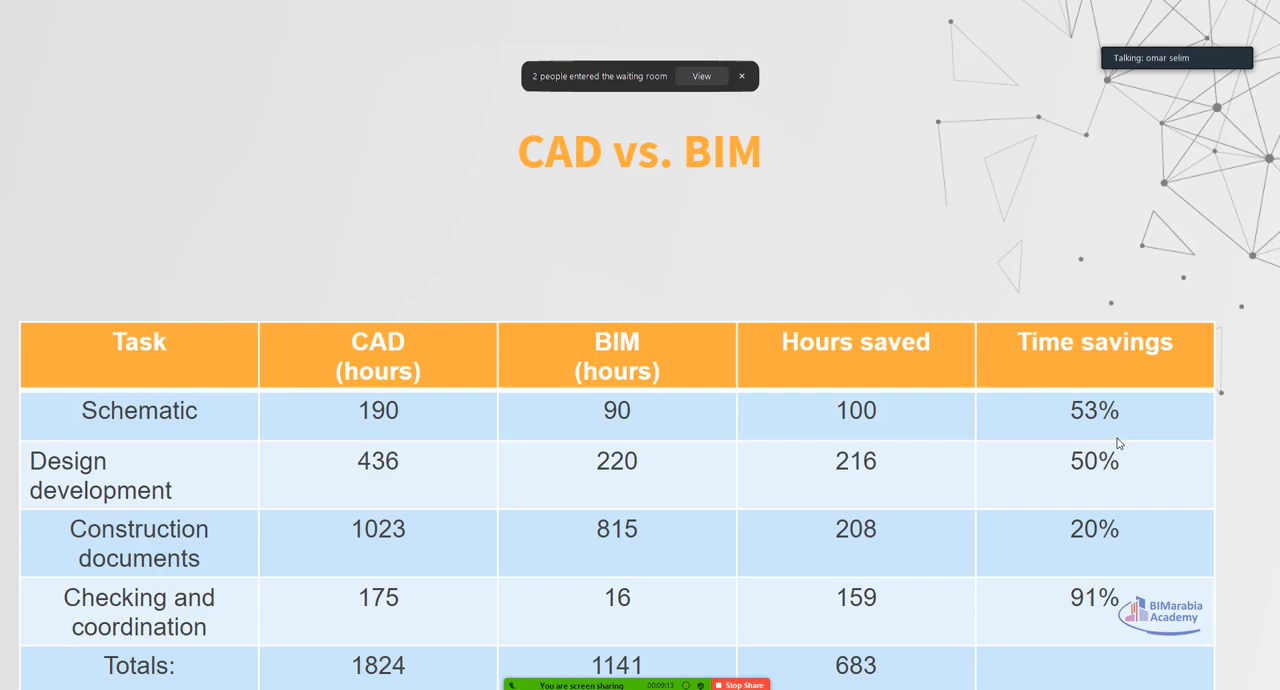 2 people entered the waiting room View
Talking: omar selim
CAD vs. BIM
Task CAD (hours) BIM (hours) Hours saved Time savings
Schematic 190 90 100 53%
Design development 436 220 216 50%
Construction documents 1023 815 208 20%
Checking and coordination 175 16 159 91%
BIMarabia
Academy
Totals: 1824 1141 683
You are screen sharing 00:09:13 Stop Share